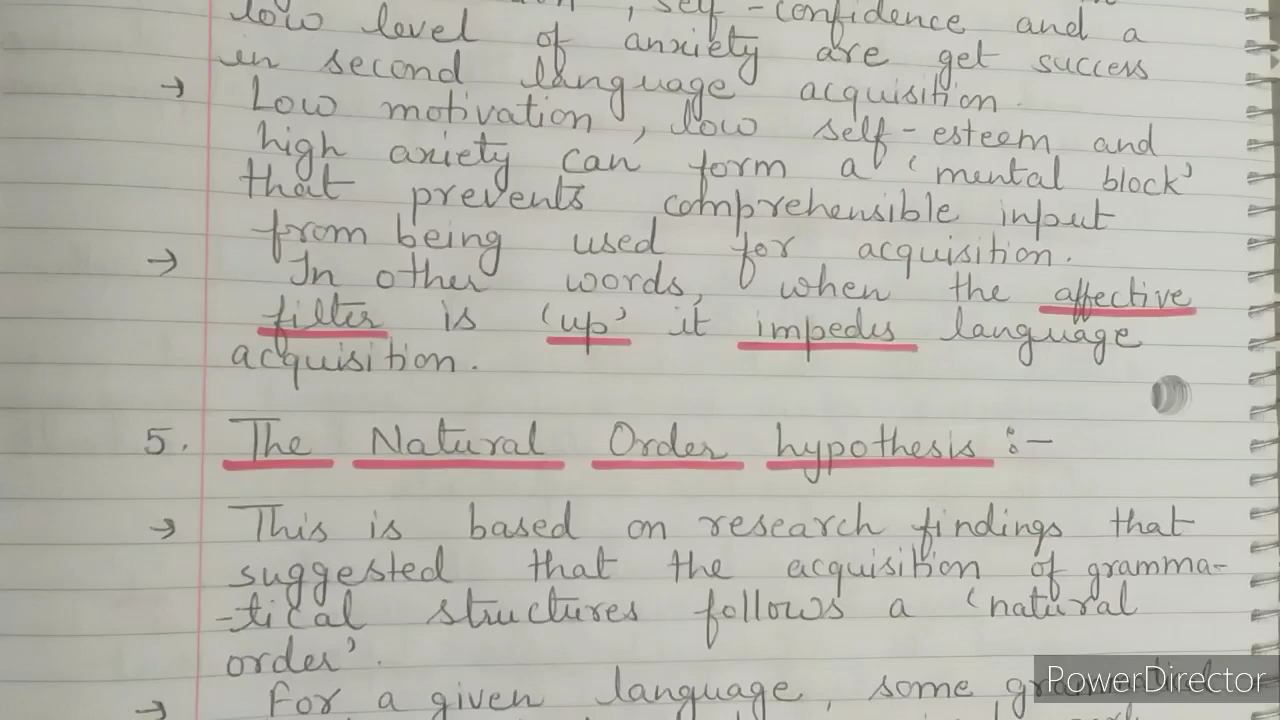 , self-confidence and a
low level of anxiety are get success
in second language acquisition.
→ Low motivation, low self-esteem and
high axiety can form a 'mental block'
that prevents comprehensible input
from being used for acquisition.
→ In other words, when the affective
filter is 'up' it impedes language
acquisition.
5. The Natural Order hypothesis :-
→ This is based on research findings that
suggested that the acquisition of gramma-
-tical structures follows a 'natural
order'.
→ For a given language, some
PowerDirector